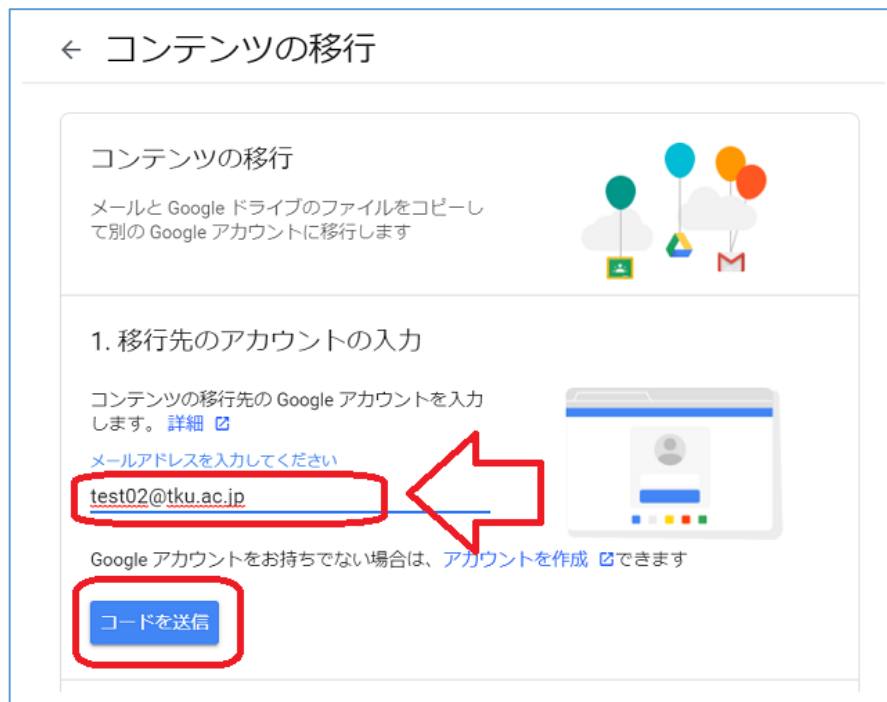 ← コンテンツの移行
コンテンツの移行
メールと Google ドライブのファイルをコピーし
て別の Google アカウントに移行します
1. 移行先のアカウントの入力
コンテンツの移行先の Google アカウントを入力
します。 詳細
メールアドレスを入力してください
test02@tku.ac.jp
Google アカウントをお持ちでない場合は、アカウントを作成 できます
コードを送信